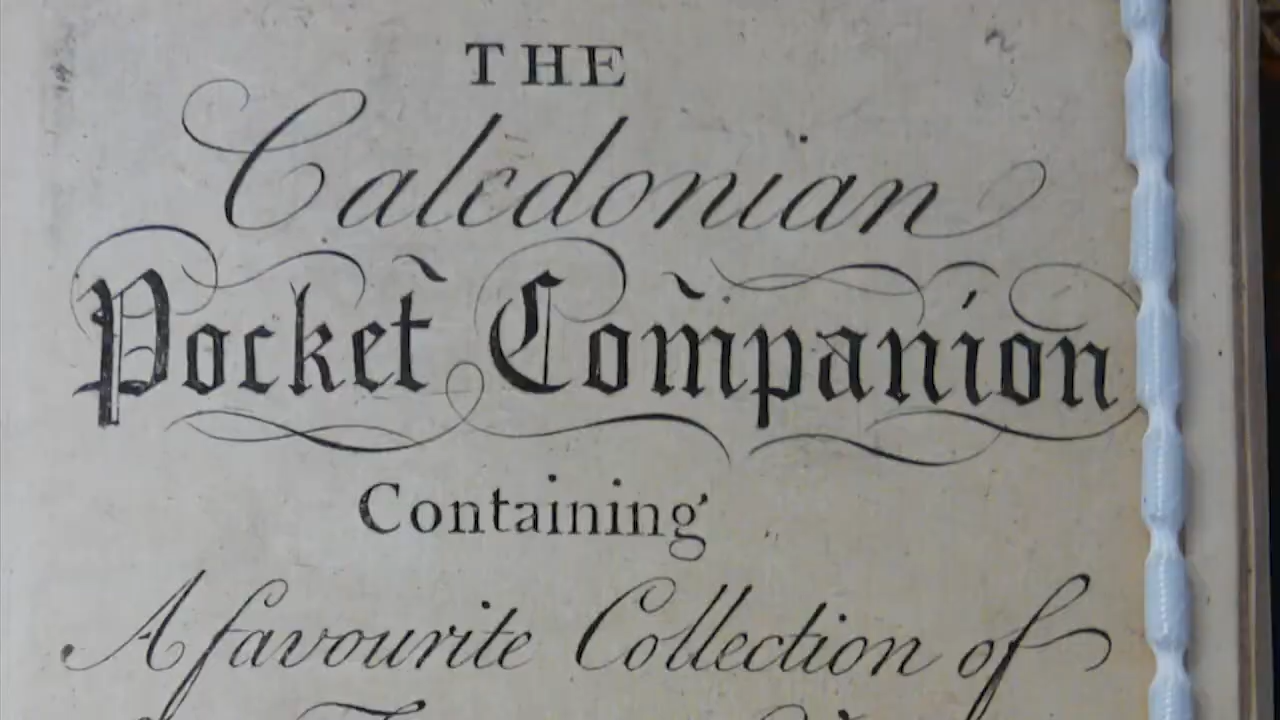 THE
Caledonian
Pocket Companion
Containing
A favourite Collection of